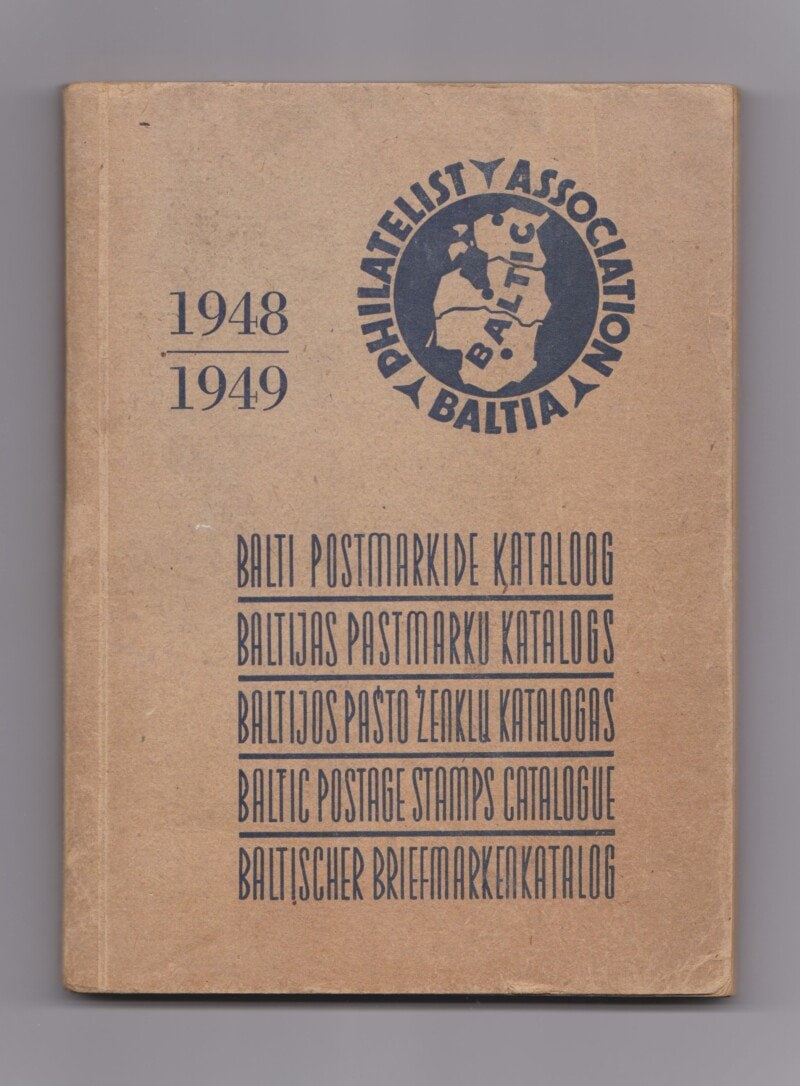 1948
1949
PHILATELIST ASSOCIATION
BALTIA
BALTIC
BALTI POSTMARKIDE KATALOOG
BALTIJAS PASTMARKU KATALOGS
BALTIJOS PAŠTO ŽENKLŲ KATALOGAS
BALTIC POSTAGE STAMPS CATALOGUE
BALTISCHER BRIEFMARKENKATALOG